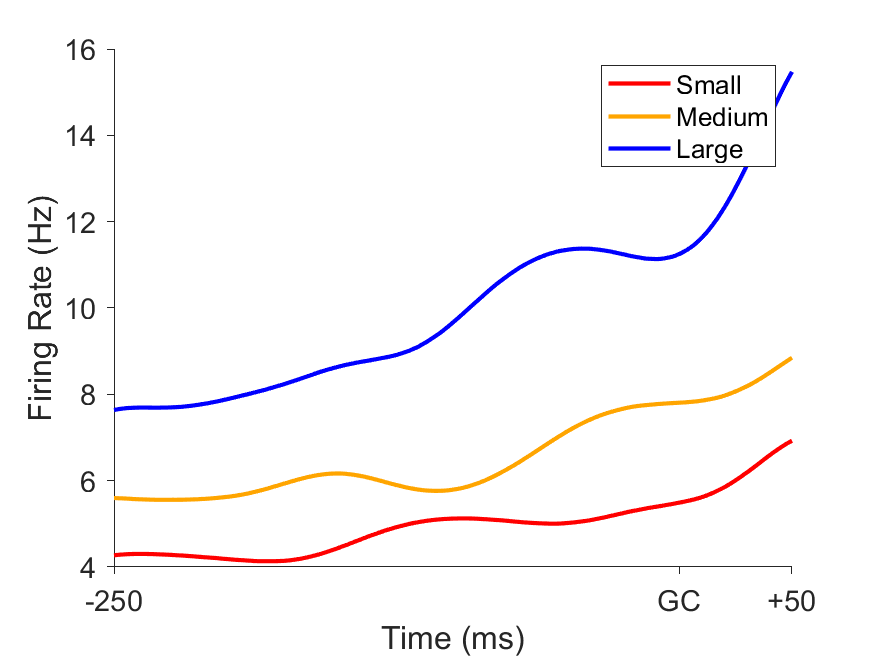 16
14
12
10
8
6
4
Firing Rate (Hz)
Small
Medium
Large
-250
GC
+50
Time (ms)